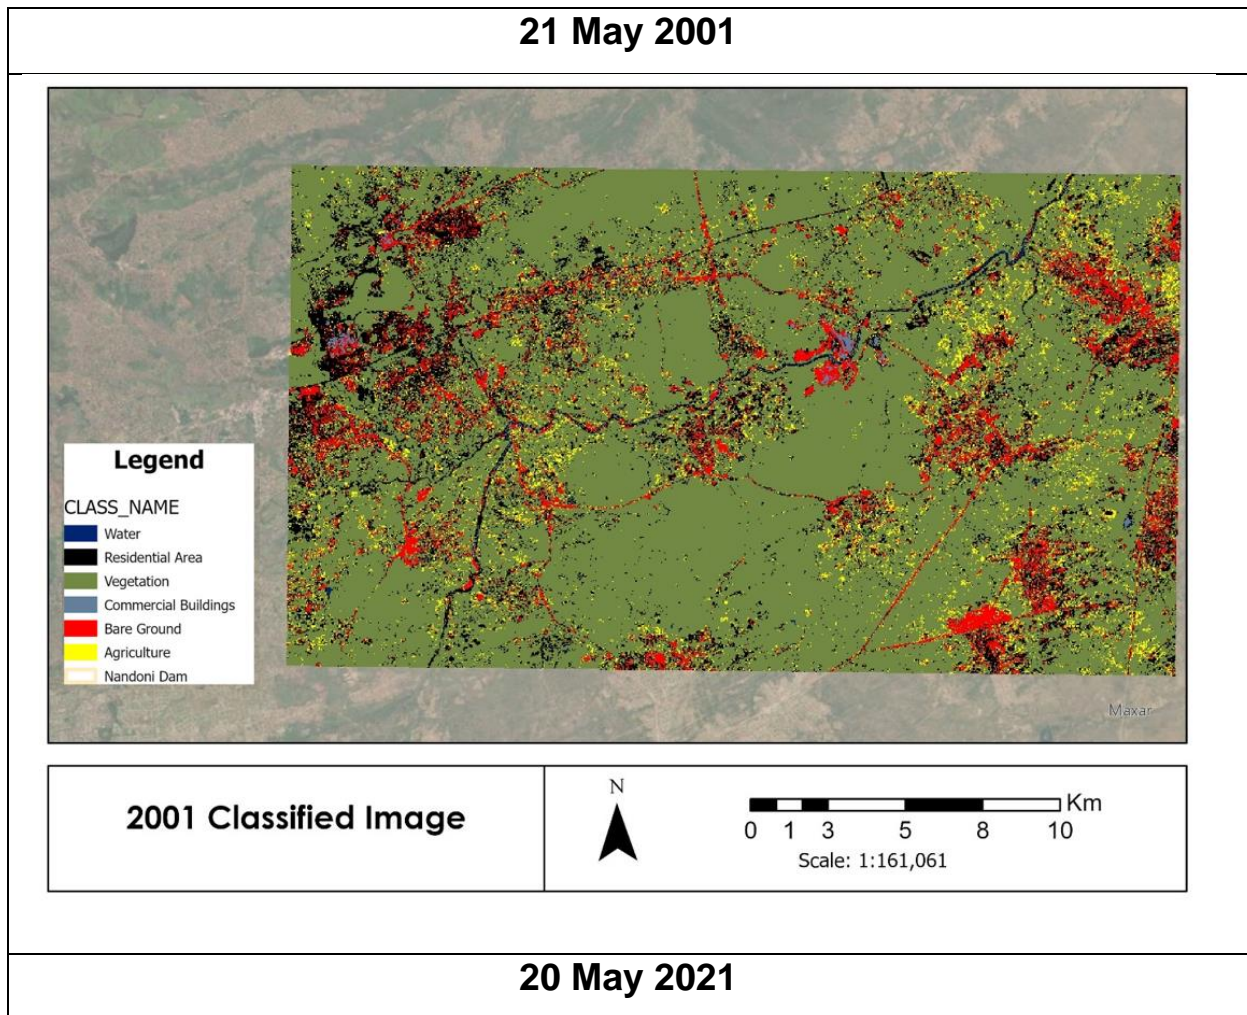 21 May 2001
Legend
CLASS_NAME
Water
Residential Area
Vegetation
Commercial Buildings
Bare Ground
Agriculture
Nandoni Dam
Maxar
2001 Classified Image
N
Km
0 1 3 5 8 10
Scale: 1:161,061
20 May 2021